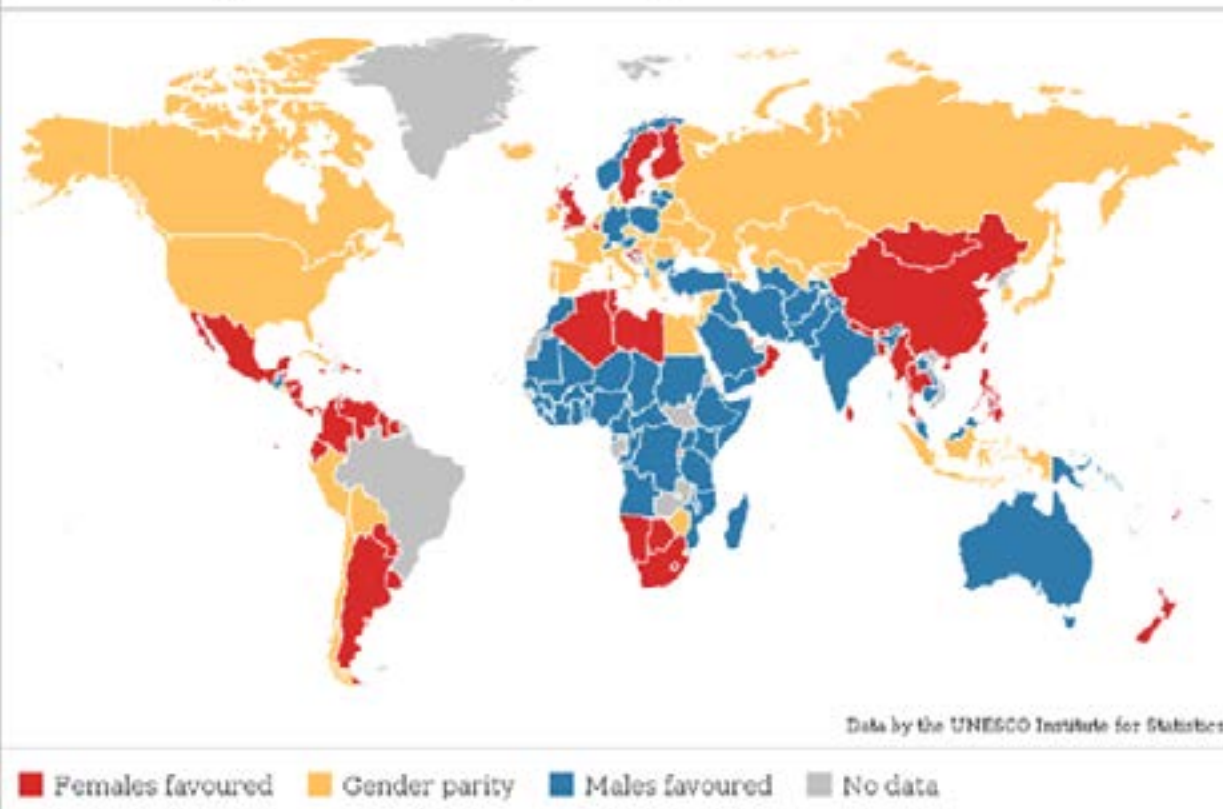 Data by the UNESCO Institute for Statistics
Females favoured
Gender parity
Males favoured
No data